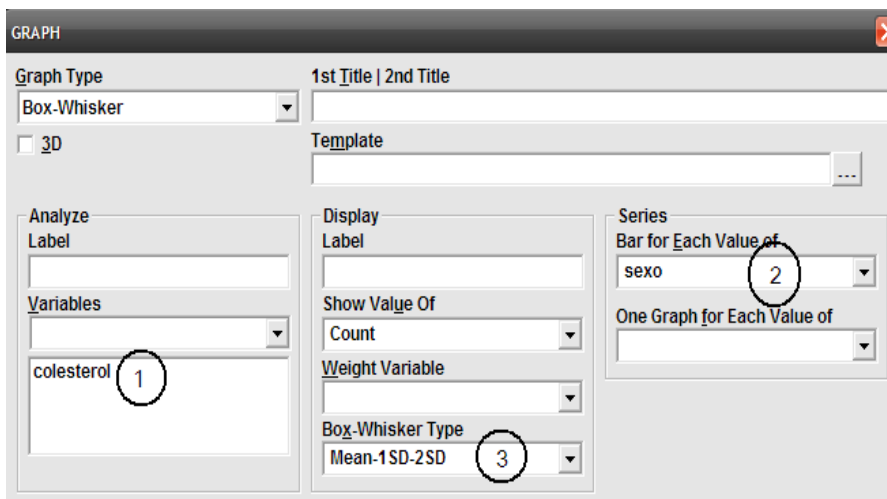 GRAPH
Graph Type
Box-Whisker
3D
1st Title | 2nd Title
Template
...
Analyze
Label
Variables
colesterol 1
Display
Label
Show Value Of
Count
Weight Variable
Box-Whisker Type
Mean-1SD-2SD 3
Series
Bar for Each Value of
sexo 2
One Graph for Each Value of